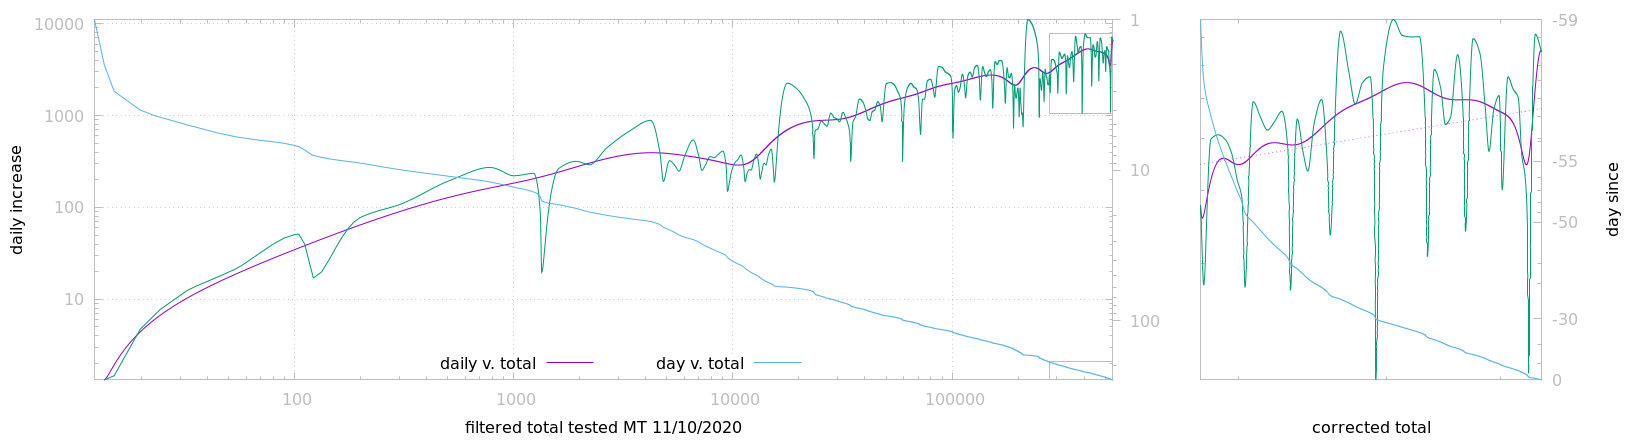 10000
1000
100
10
daily increase
daily v. total
day v. total
100
1000
10000
100000
filtered total tested MT 11/10/2020
1
10
100
-59
-55
-50
-30
0
day since
corrected total